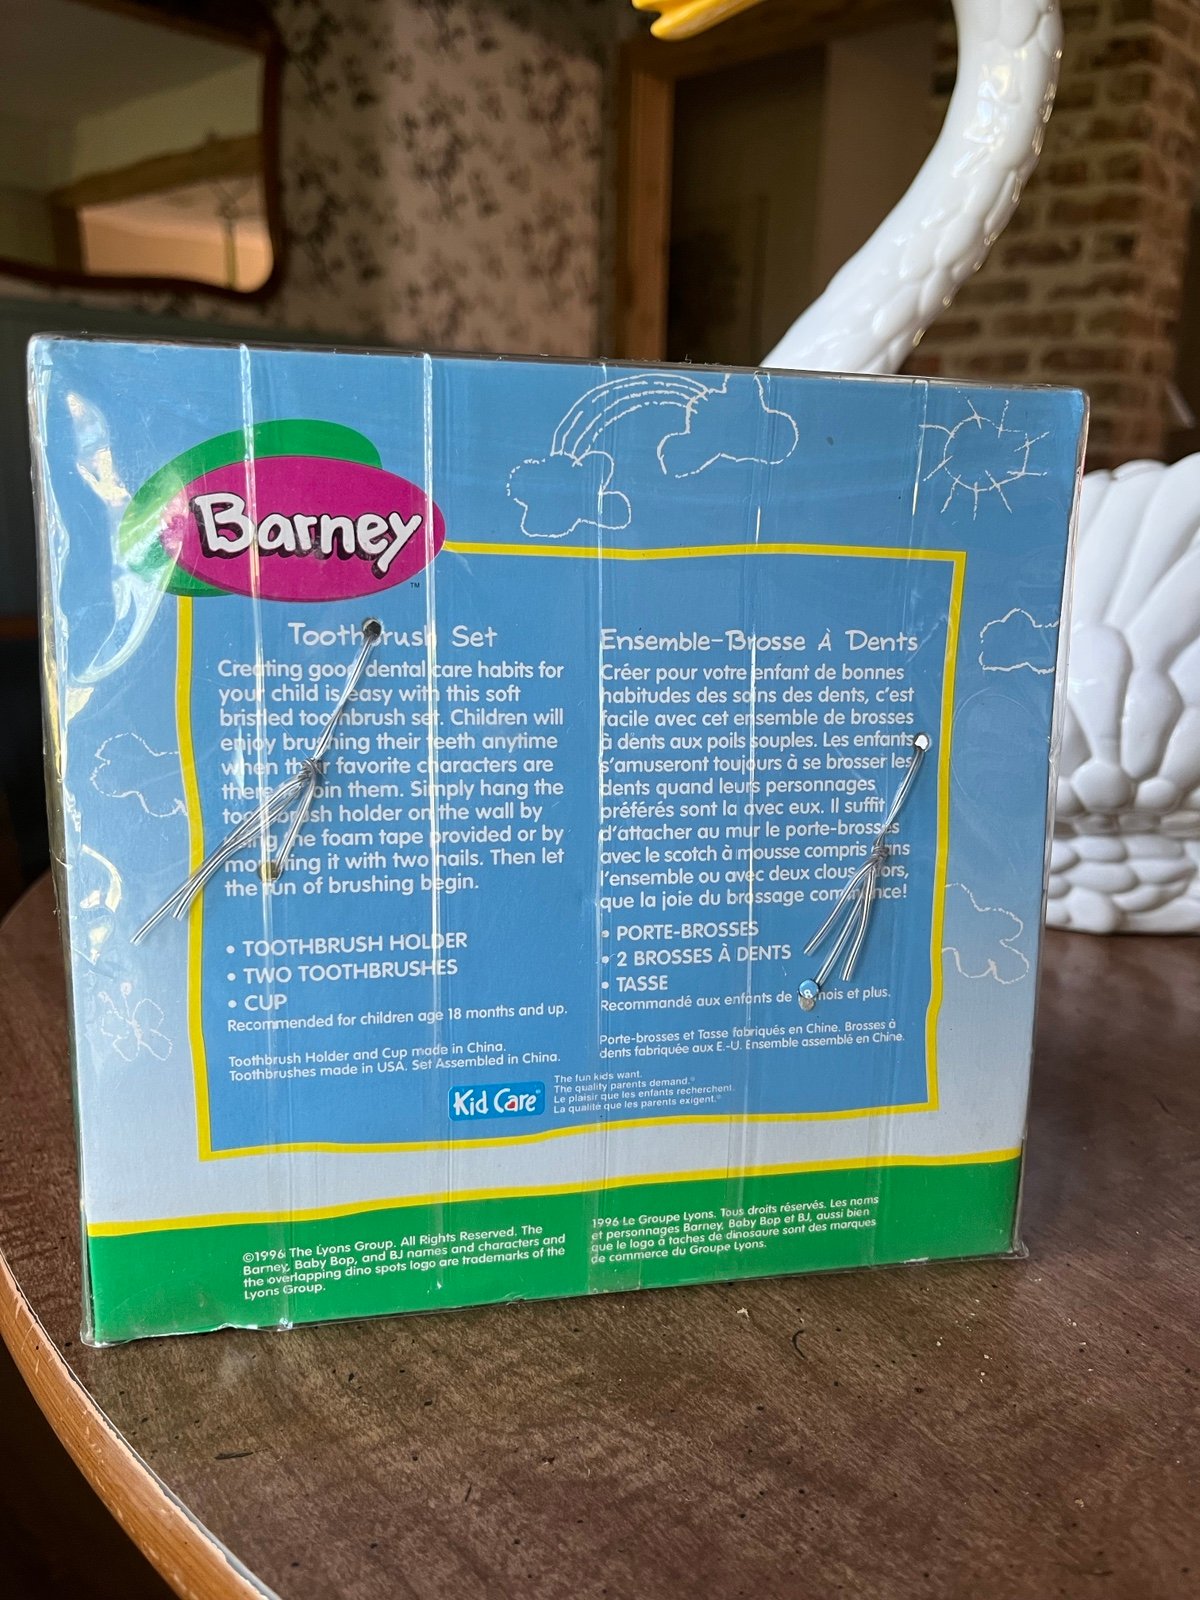 Barney
TM
Toothbrush Set
Creating good dental care habits for
your child is easy with this soft
bristled toothbrush set. Children will
enjoy brushing their teeth anytime
when their favorite characters are
there to join them. Simply hang the
toothbrush holder on the wall by
using the foam tape provided or by
mounting it with two nails. Then let
the fun of brushing begin.
• TOOTHBRUSH HOLDER
• TWO TOOTHBRUSHES
• CUP
Recommended for children age 18 months and up.
Toothbrush Holder and Cup made in China.
Toothbrushes made in USA. Set Assembled in China.
Ensemble-Brosse À Dents
Créer pour votre enfant de bonnes
habitudes des soins des dents, c'est
facile avec cet ensemble de brosses
à dents aux poils souples. Les enfants
s'amuseront toujours à se brosser les
dents quand leurs personnages
préférés sont la avec eux. Il suffit
d'attacher au mur le porte-brosses
avec le scotch à mousse compris dans
l'ensemble ou avec deux clous. Alors,
que la joie du brossage commence!
• PORTE-BROSSES
• 2 BROSSES À DENTS
• TASSE
Recommandé aux enfants de mois et plus.
Porte-brosses et Tasse fabriqués en Chine. Brosses à
dents fabriquée aux E.-U. Ensemble assemblé en Chine.
Kid Care®
The fun kids want.
The quality parents demand.®
Le plaisir que les enfants recherchent.
La qualité que les parents exigent.®
©1996 The Lyons Group. All Rights Reserved. The
Barney, Baby Bop, and BJ names and characters and
the overlapping dino spots logo are trademarks of the
Lyons Group.
1996 Le Groupe Lyons. Tous droits réservés. Les noms
et personnages Barney, Baby Bop et BJ, aussi bien
que le logo à taches de dinosaure sont des marques
de commerce du Groupe Lyons.